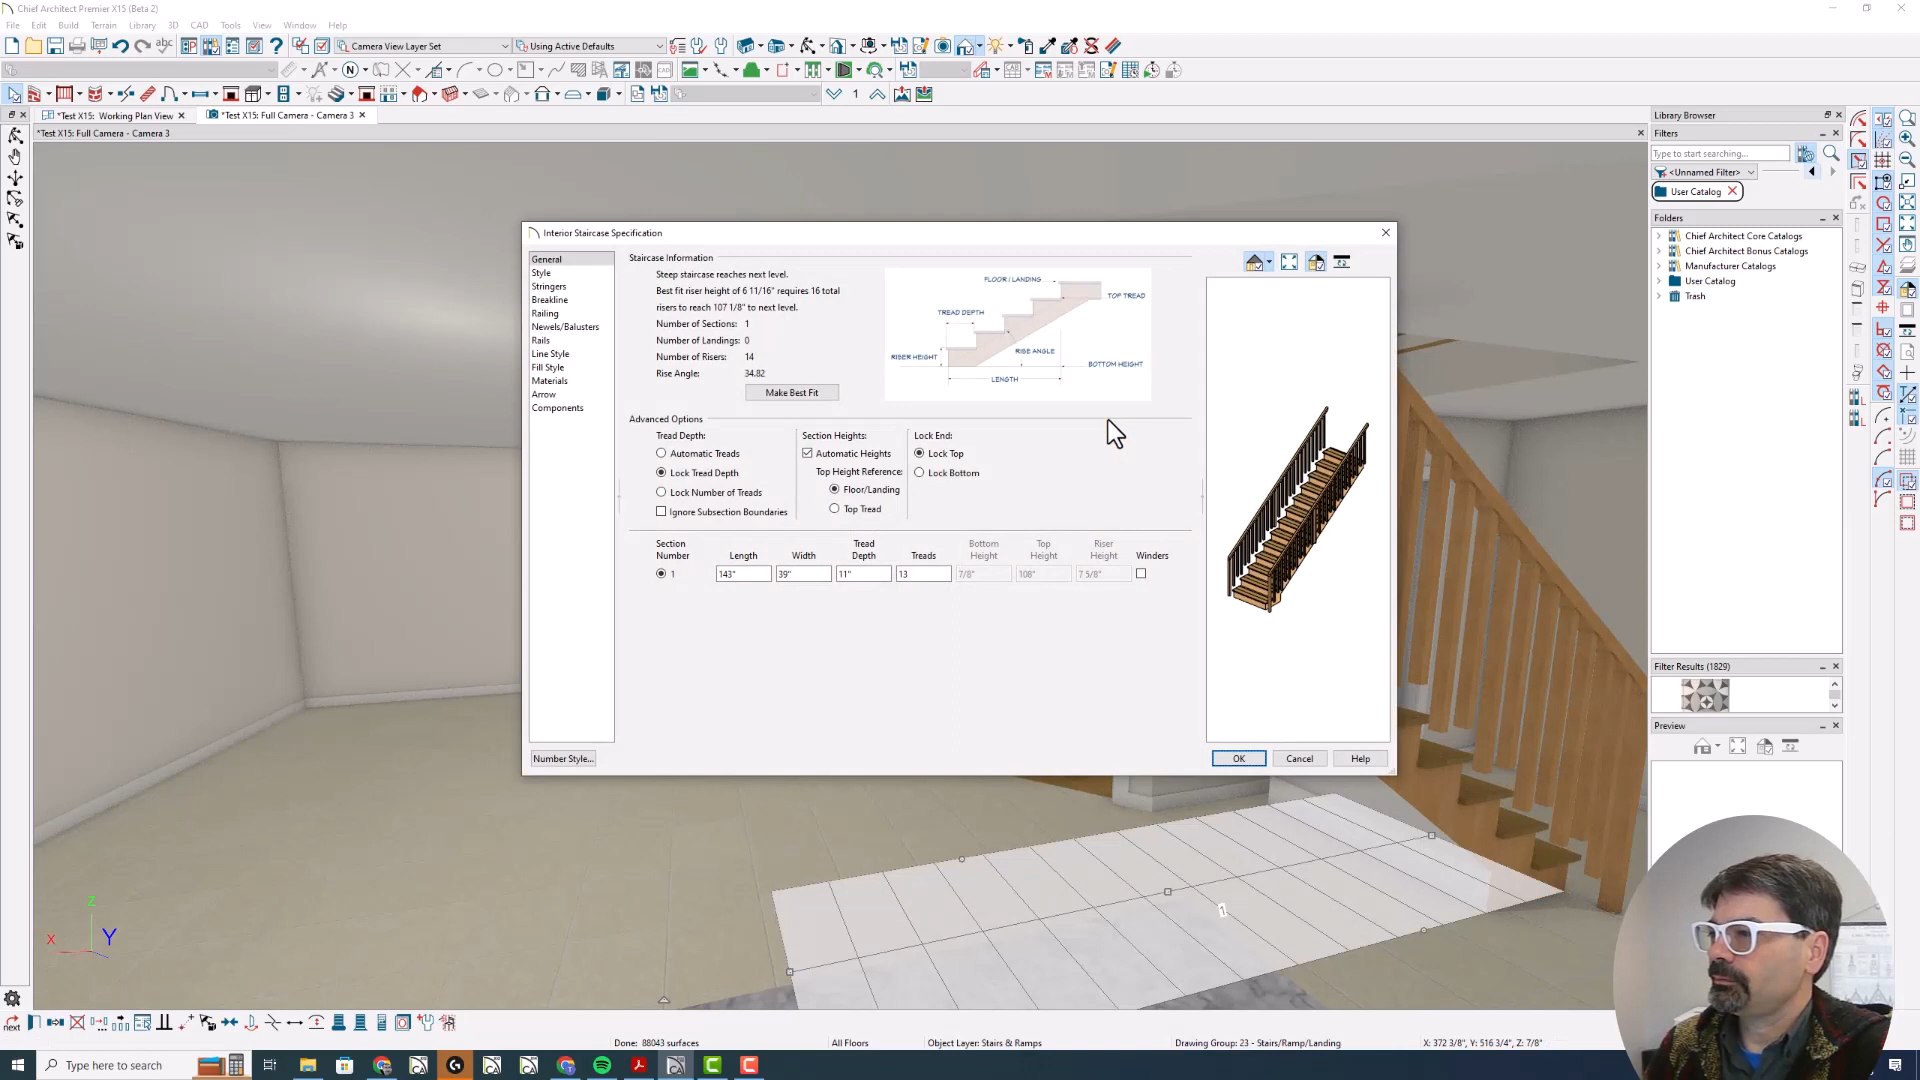 Chief Architect Premier X15 (Beta 2)
File Edit Build Terrain Library 3D CAD Tools View Window Help
Camera View Layer Set
Using Active Defaults
1
*Test X15: Working Plan View
*Test X15: Full Camera - Camera 3
*Test X15: Full Camera - Camera 3
Interior Staircase Specification
General
Style
Stringers
Breakline
Railing
Newels/Balusters
Rails
Line Style
Fill Style
Materials
Arrow
Components
Number Style...
Staircase Information
Steep staircase reaches next level.
Best fit riser height of 6 11/16" requires 16 total
risers to reach 107 1/8" to next level.
Number of Sections: 1
Number of Landings: 0
Number of Risers: 14
Rise Angle: 34.82
Make Best Fit
FLOOR / LANDING
TOP TREAD
TREAD DEPTH
RISER HEIGHT
RISE ANGLE
BOTTOM HEIGHT
LENGTH
Advanced Options
Tread Depth:
Automatic Treads
Lock Tread Depth
Lock Number of Treads
Ignore Subsection Boundaries
Section Heights:
Automatic Heights
Top Height Reference:
Floor/Landing
Top Tread
Lock End:
Lock Top
Lock Bottom
Section Number Length Width Tread Depth Treads Bottom Height Top Height Riser Height Winders
1 143" 39" 11" 13 7/8" 108" 7 5/8"
OK Cancel Help
Library Browser
Filters
Type to start searching...
<Unnamed Filter>
User Catalog
Folders
Chief Architect Core Catalogs
Chief Architect Bonus Catalogs
Manufacturer Catalogs
User Catalog
Trash
Filter Results (1829)
Preview
1
Z
X
Y
next
Done: 88043 surfaces
All Floors
Object Layer: Stairs & Ramps
Drawing Group: 23 - Stairs/Ramp/Landing
X: 372 3/8", Y: 516 3/4", Z: 7/8"
Type here to search